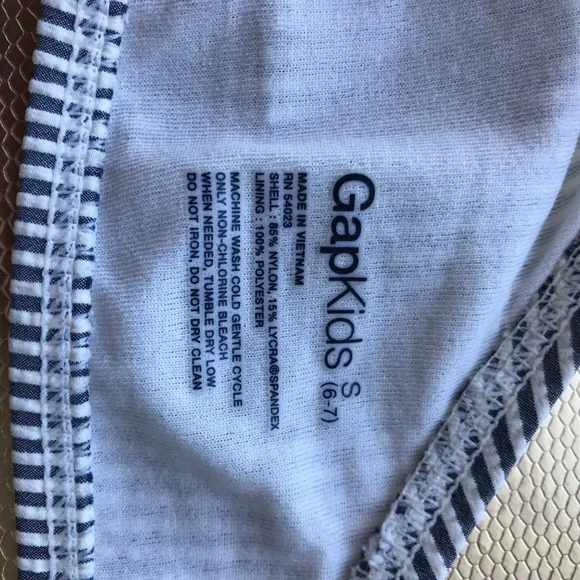 GapKids S
(6-7)
MADE IN VIETNAM
RN 54023
SHELL : 85% NYLON, 15% LYCRA®SPANDEX
LINING : 100% POLYESTER
MACHINE WASH COLD GENTLE CYCLE
ONLY NON-CHLORINE BLEACH
WHEN NEEDED, TUMBLE DRY LOW
DO NOT IRON, DO NOT DRY CLEAN